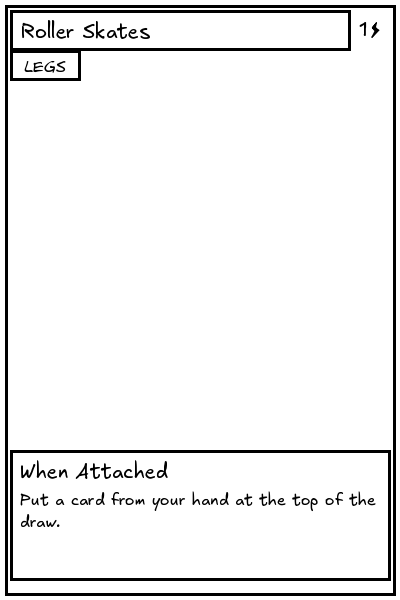 Roller Skates
1⚡
LEGS
When Attached
Put a card from your hand at the top of the
draw.